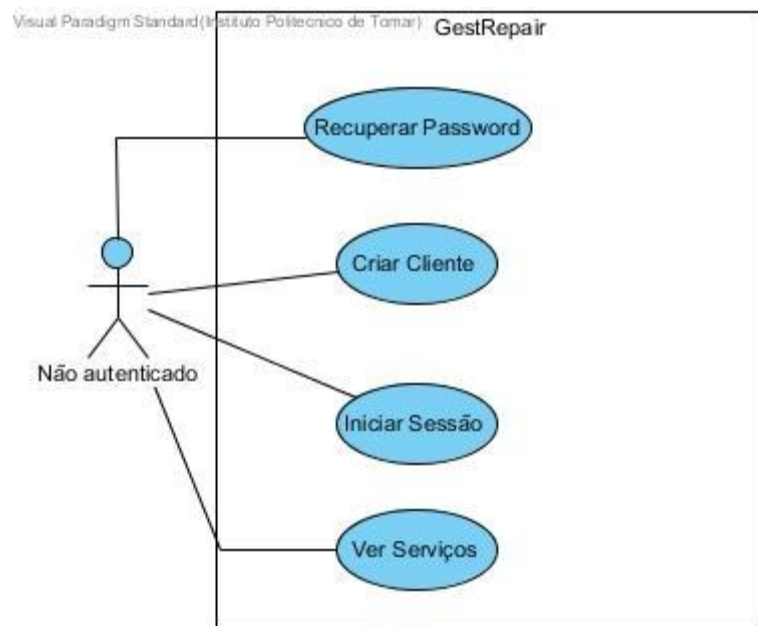 Visual Paradigm Standard(Instituto Politecnico de Tomar)
GestRepair
Recuperar Password
Criar Cliente
Não autenticado
Iniciar Sessão
Ver Serviços